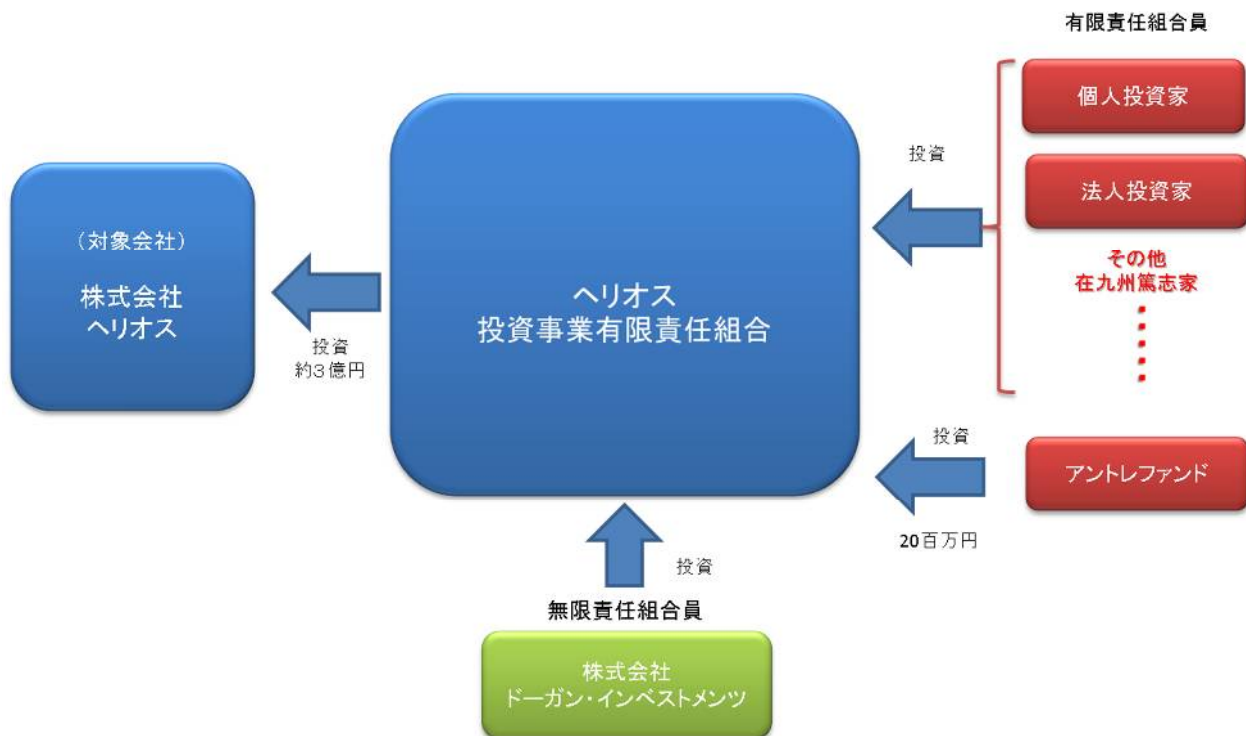 有限責任組合員
個人投資家
投資
法人投資家
(対象会社)
株式会社
ヘリオス
投資
約3億円
ヘリオス
投資事業有限責任組合
その他
在九州篤志家
投資
アントレファンド
20百万円
投資
無限責任組合員
株式会社
ドーガン・インベストメンツ